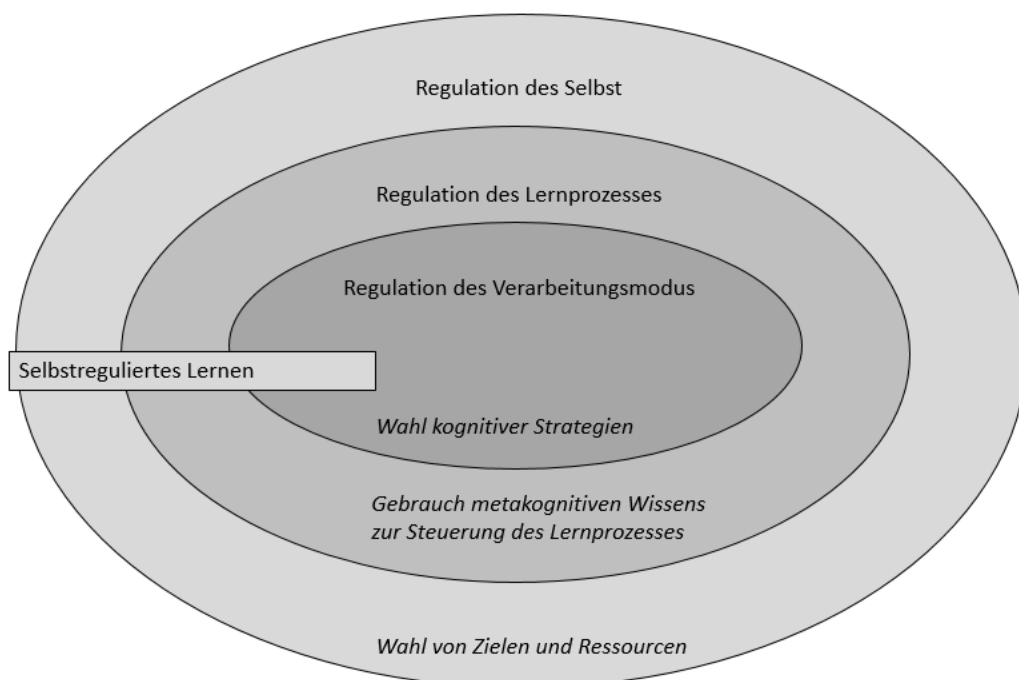 Regulation des Selbst
Regulation des Lernprozesses
Regulation des Verarbeitungsmodus
Selbstreguliertes Lernen
Wahl kognitiver Strategien
Gebrauch metakognitiven Wissens
zur Steuerung des Lernprozesses
Wahl von Zielen und Ressourcen